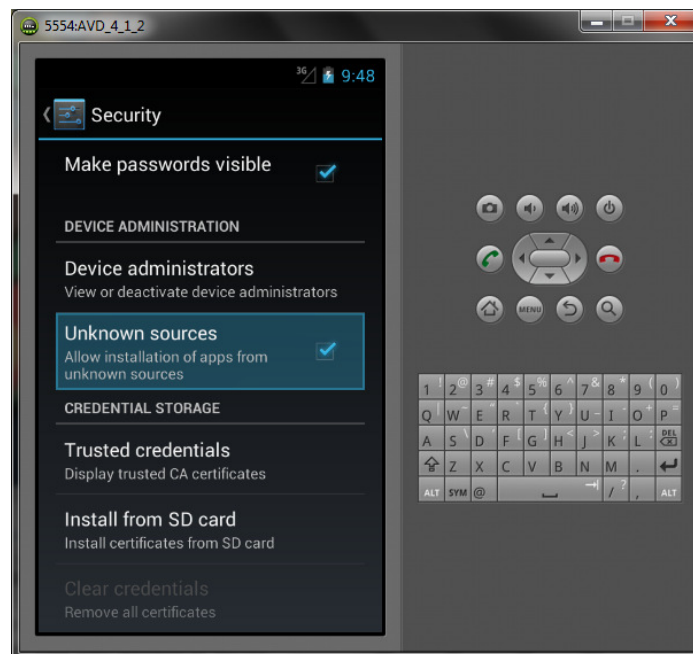 5554:AVD_4_1_2
3G 9:48
Security
Make passwords visible
DEVICE ADMINISTRATION
Device administrators
View or deactivate device administrators
Unknown sources
Allow installation of apps from
unknown sources
CREDENTIAL STORAGE
Trusted credentials
Display trusted CA certificates
Install from SD card
Install certificates from SD card
Clear credentials
Remove all certificates
MENU
1 ! 2 @ 3 # 4 $ 5 % 6 ^ 7 & 8 * 9 ( 0 )
Q | W ~ E " R ` T { Y } U - I - O + P =
A S \ D ' F [ G ] H < J > K ; L : DEL
Z X C V B N M .
ALT SYM @ / ? , ALT